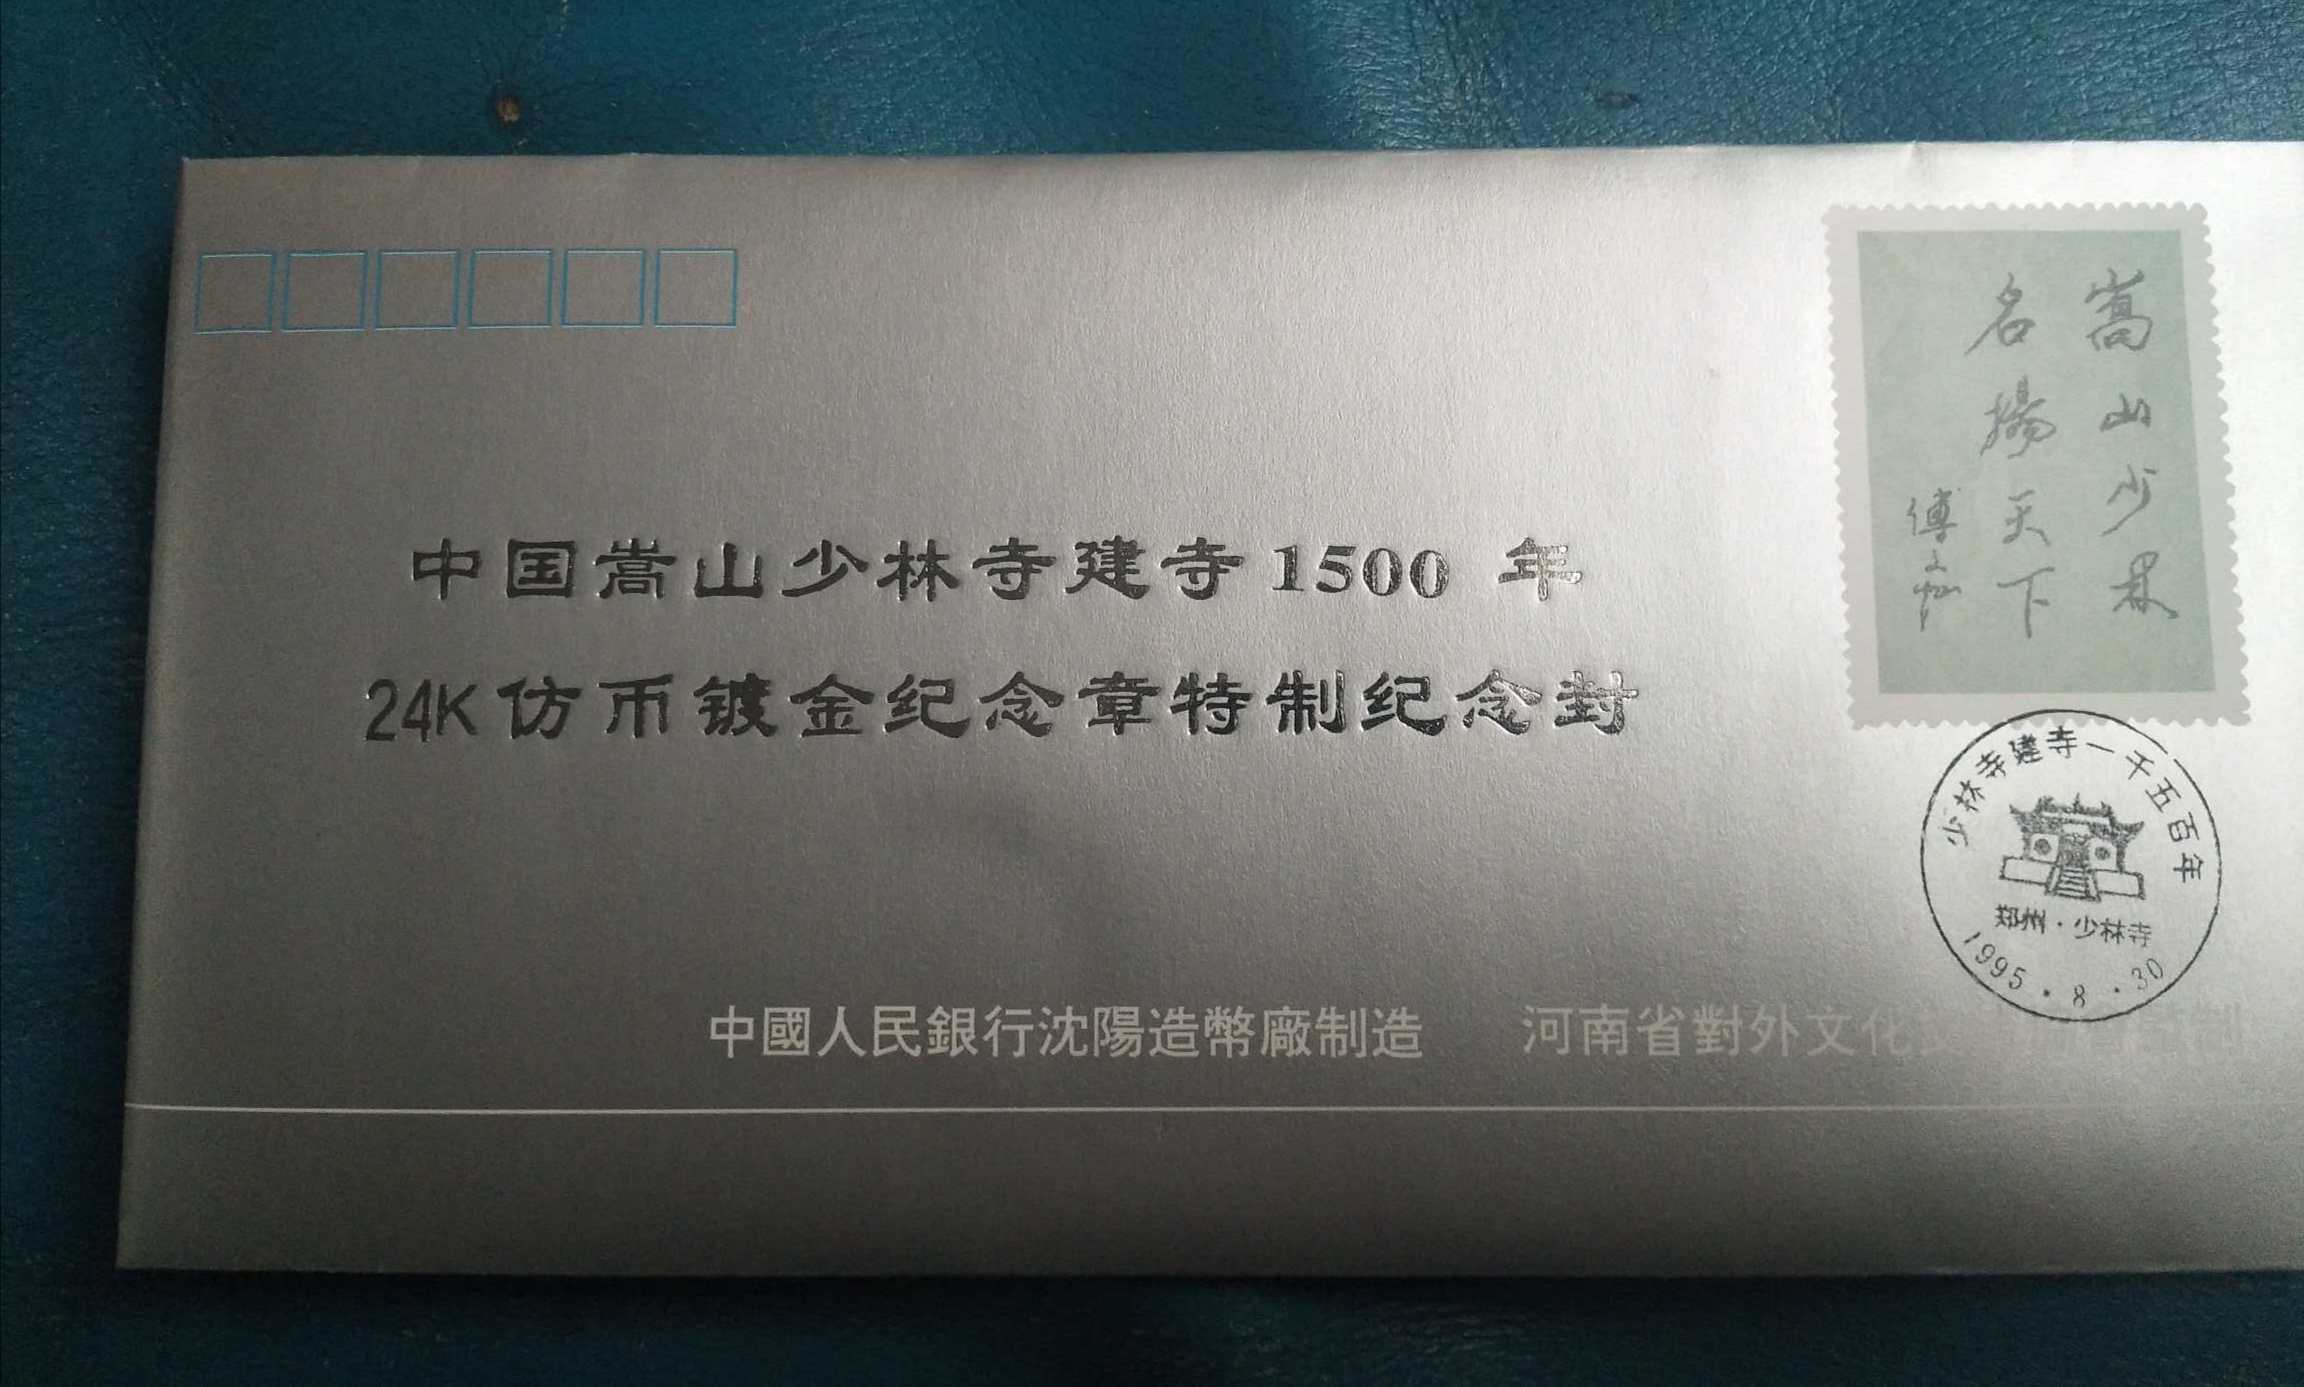 嵩山少林
名揚天下
傅
中国嵩山少林寺建寺1500 年
24K仿币镀金纪念章特制纪念封
少林寺建寺一千五百年
郑州·少林寺
1995·8·30
中國人民銀行沈陽造幣廠制造 河南省對外文化